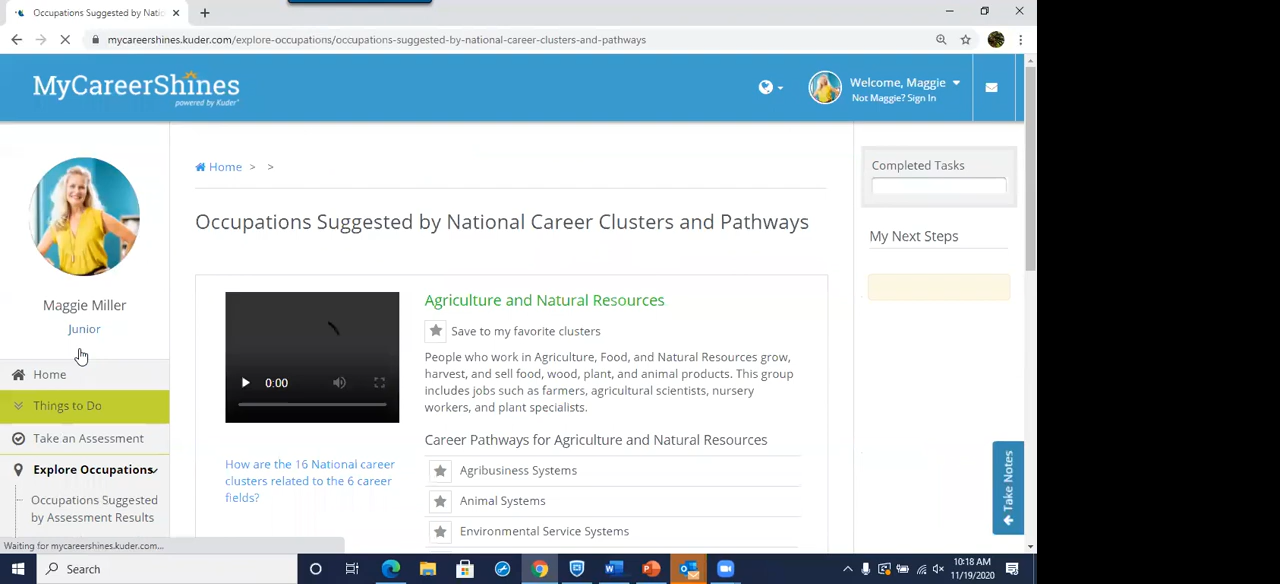 Occupations Suggested by Natio
mycareershines.kuder.com/explore-occupations/occupations-suggested-by-national-career-clusters-and-pathways
MyCareerShines
powered by Kuder®
Welcome, Maggie
Not Maggie? Sign In
Home > >
Completed Tasks
Occupations Suggested by National Career Clusters and Pathways
My Next Steps
Maggie Miller
Junior
Home
Things to Do
Take an Assessment
Explore Occupations
Occupations Suggested
by Assessment Results
0:00
How are the 16 National career
clusters related to the 6 career
fields?
Agriculture and Natural Resources
Save to my favorite clusters
People who work in Agriculture, Food, and Natural Resources grow,
harvest, and sell food, wood, plant, and animal products. This group
includes jobs such as farmers, agricultural scientists, nursery
workers, and plant specialists.
Career Pathways for Agriculture and Natural Resources
Agribusiness Systems
Animal Systems
Environmental Service Systems
Take Notes
Waiting for mycareershines.kuder.com...
Search
10:18 AM
11/19/2020